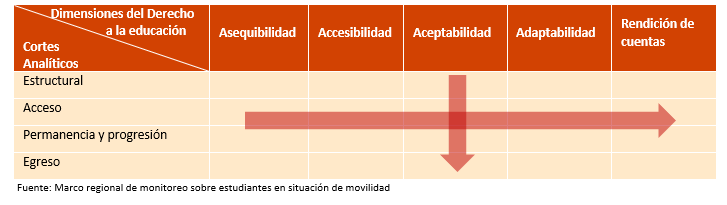 Dimensiones del Derecho
a la educación
Cortes
Analíticos
Asequibilidad
Accesibilidad
Aceptabilidad
Adaptabilidad
Rendición de
cuentas
Estructural
Acceso
Permanencia y progresión
Egreso
Fuente: Marco regional de monitoreo sobre estudiantes en situación de movilidad